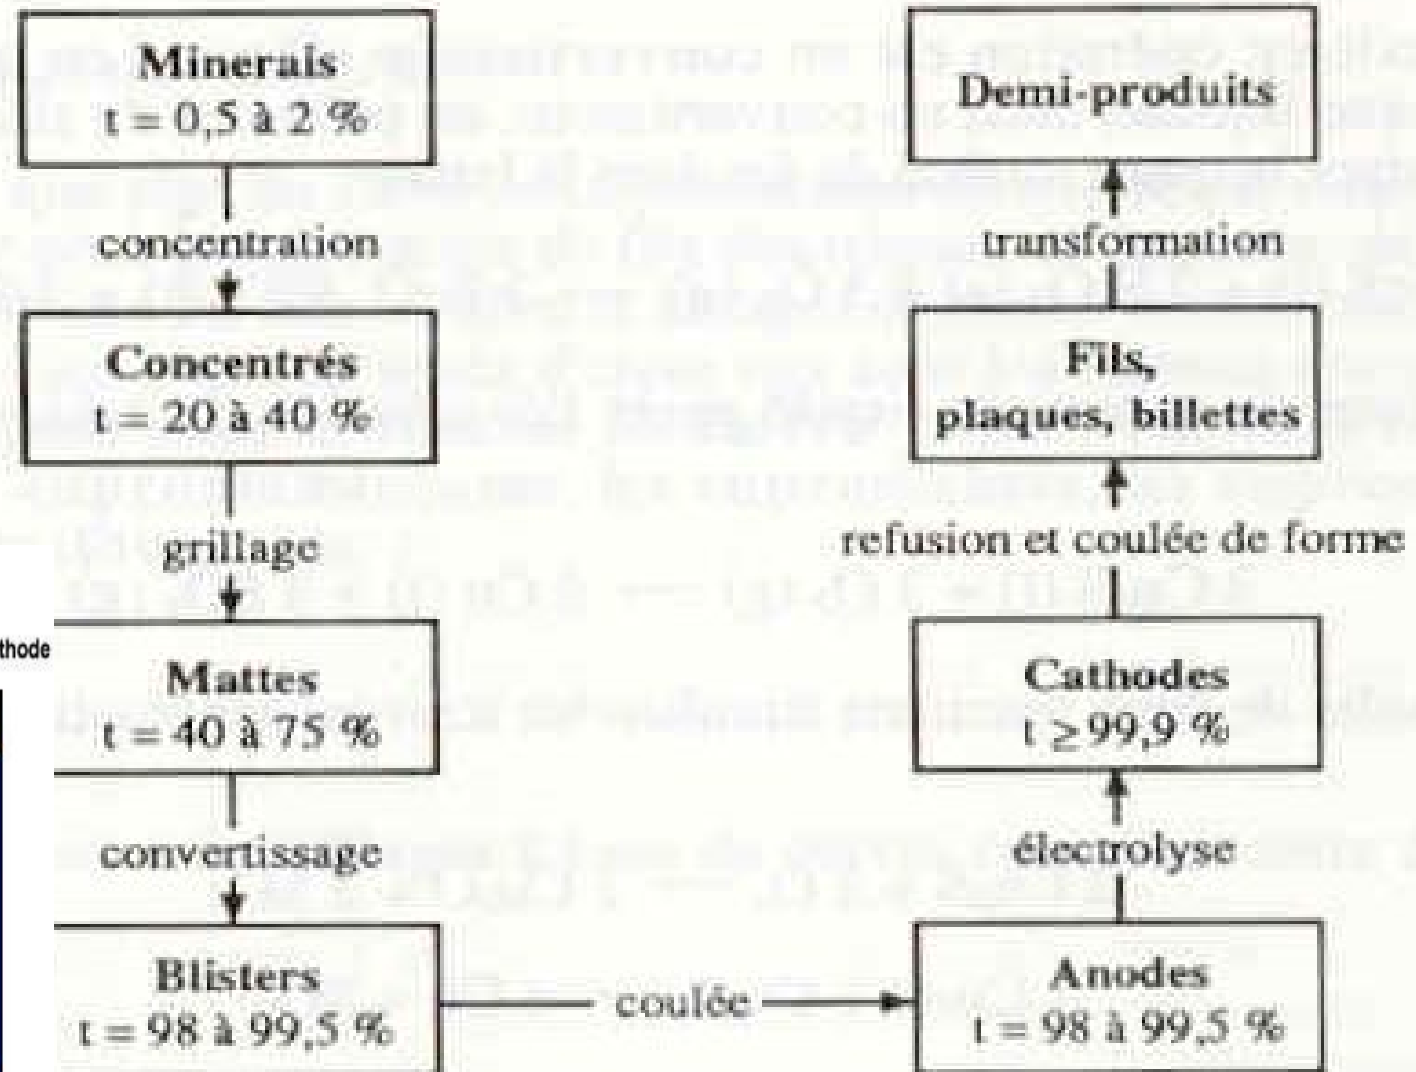 Minerais
t = 0,5 à 2 %
concentration
Concentrés
t = 20 à 40 %
grillage
thode
Mattes
t = 40 à 75 %
convertissage
Blisters
t = 98 à 99,5 %
coulée
Anodes
t = 98 à 99,5 %
électrolyse
Cathodes
t ≥ 99,9 %
refusion et coulée de forme
Fils,
plaques, billettes
transformation
Demi-produits